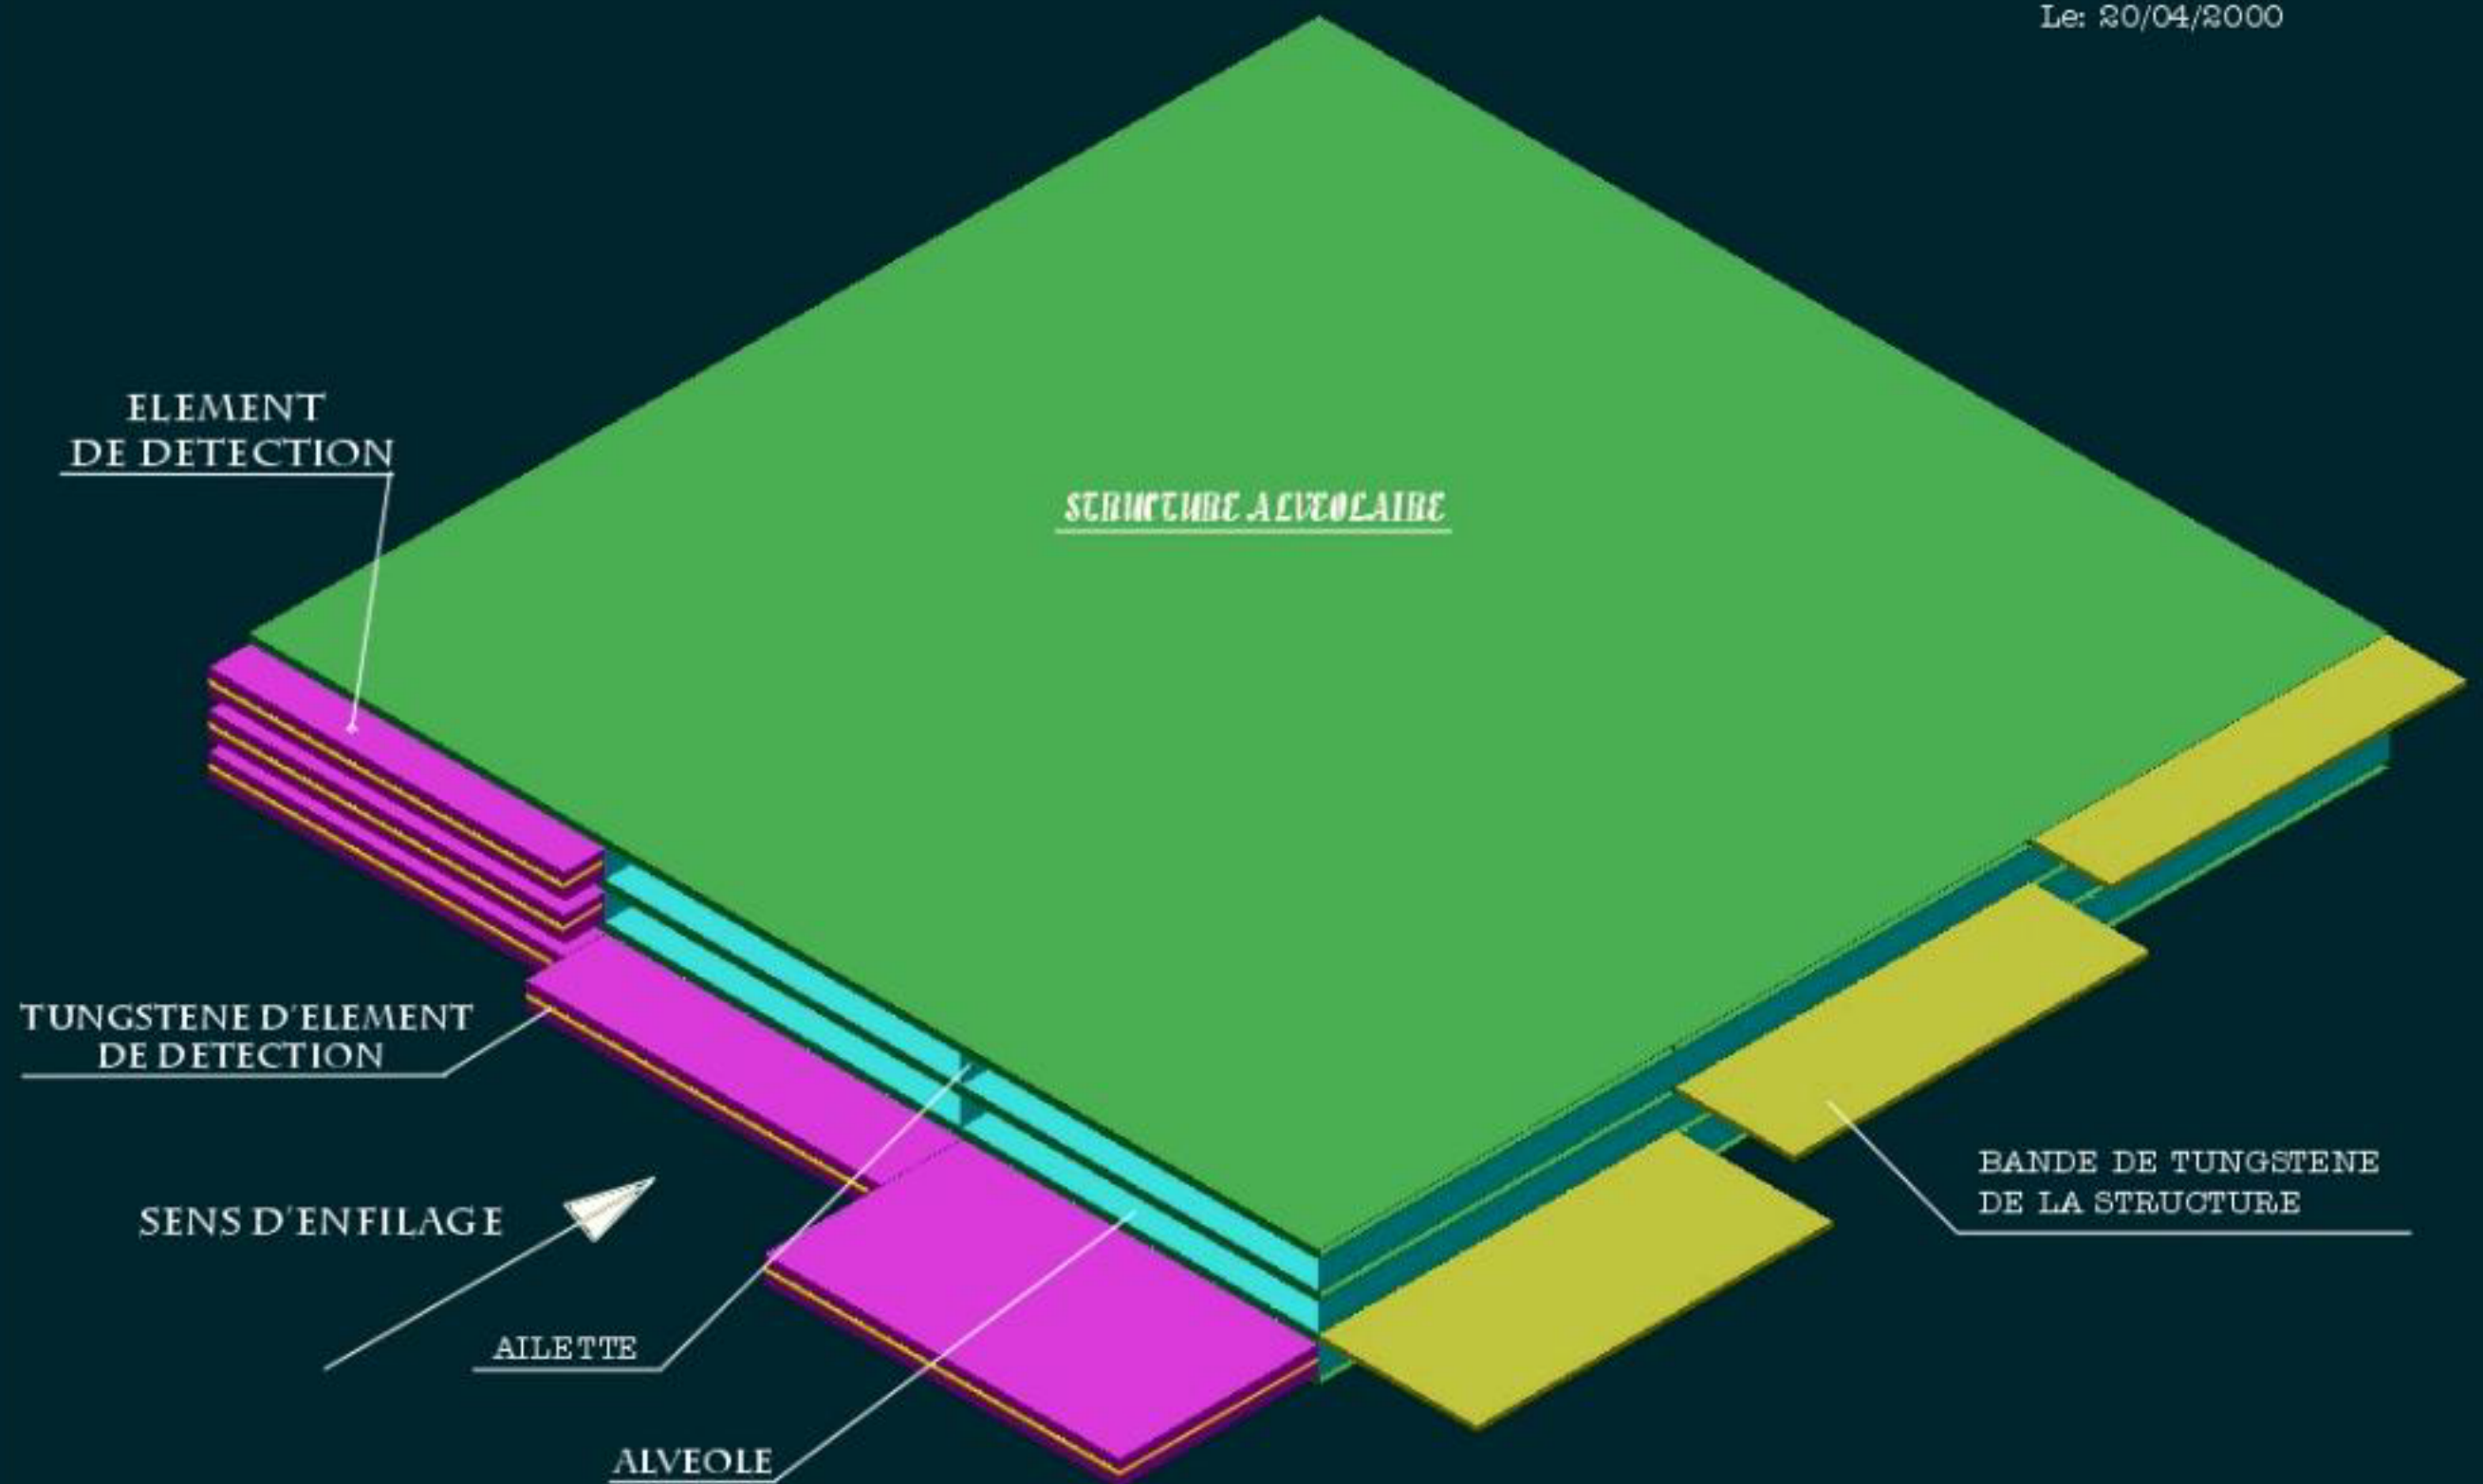 Le: 20/04/2000
ELEMENT
DE DETECTION
STRUCTURE ALVEOLAIRE
TUNGSTENE D'ELEMENT
DE DETECTION
BANDE DE TUNGSTENE
DE LA STRUCTURE
SENS D'ENFILAGE
AILETTE
ALVEOLE